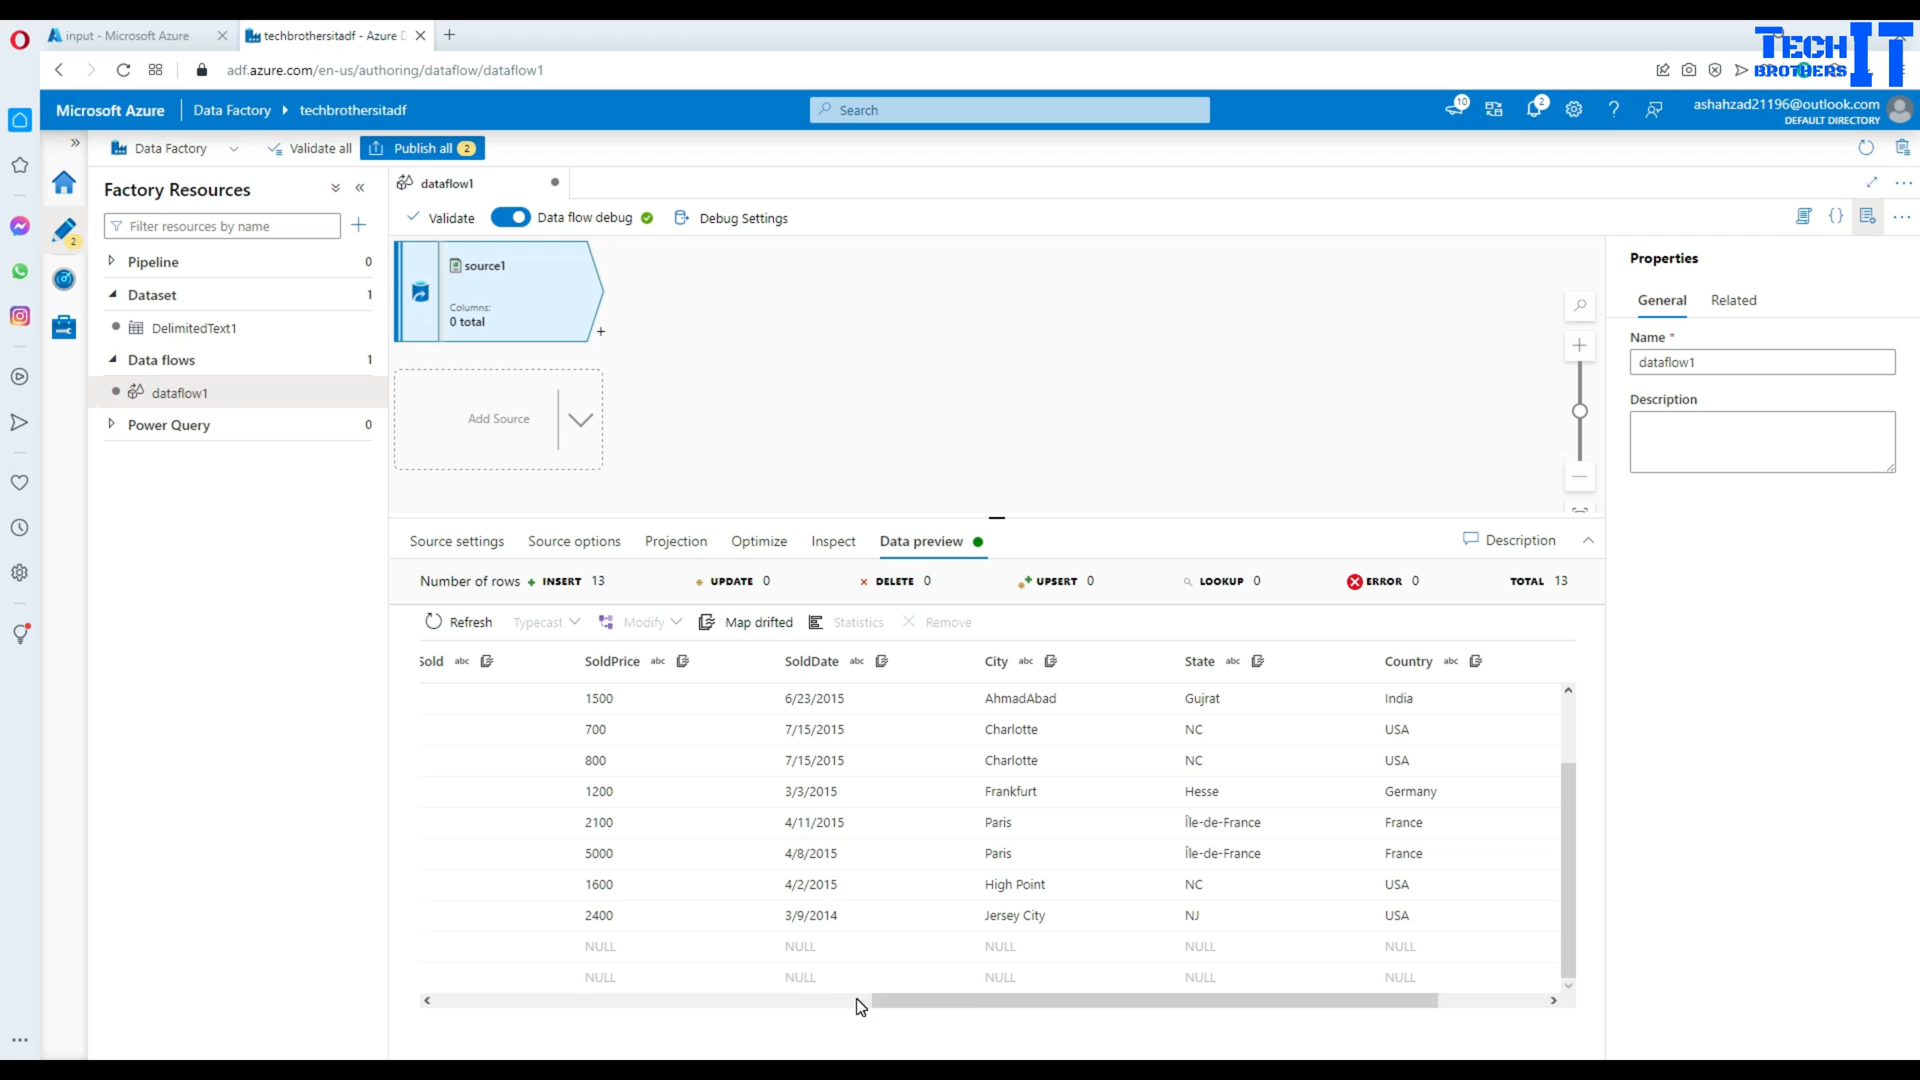 input - Microsoft Azure
techbrothersitadf - Azure D
TECH IT
BROTHERS
adf.azure.com/en-us/authoring/dataflow/dataflow1
Microsoft Azure
Data Factory
techbrothersitadf
Search
10
2
ashahzad21196@outlook.com
DEFAULT DIRECTORY
Data Factory
Validate all
Publish all 2
Factory Resources
dataflow1
Filter resources by name
Validate
Data flow debug
Debug Settings
2
Pipeline 0
Dataset 1
DelimitedText1
Data flows 1
dataflow1
Power Query 0
source1
Columns:
0 total
Add Source
Properties
General
Related
Name *
dataflow1
Description
Source settings
Source options
Projection
Optimize
Inspect
Data preview
Description
Number of rows INSERT 13 UPDATE 0 DELETE 0 UPSERT 0 LOOKUP 0 ERROR 0 TOTAL 13
Refresh Typecast Modify Map drifted Statistics Remove
Sold abc SoldPrice abc SoldDate abc City abc State abc Country abc
1500 6/23/2015 AhmadAbad Gujrat India
700 7/15/2015 Charlotte NC USA
800 7/15/2015 Charlotte NC USA
1200 3/3/2015 Frankfurt Hesse Germany
2100 4/11/2015 Paris Île-de-France France
5000 4/8/2015 Paris Île-de-France France
1600 4/2/2015 High Point NC USA
2400 3/9/2014 Jersey City NJ USA
NULL NULL NULL NULL NULL
NULL NULL NULL NULL NULL